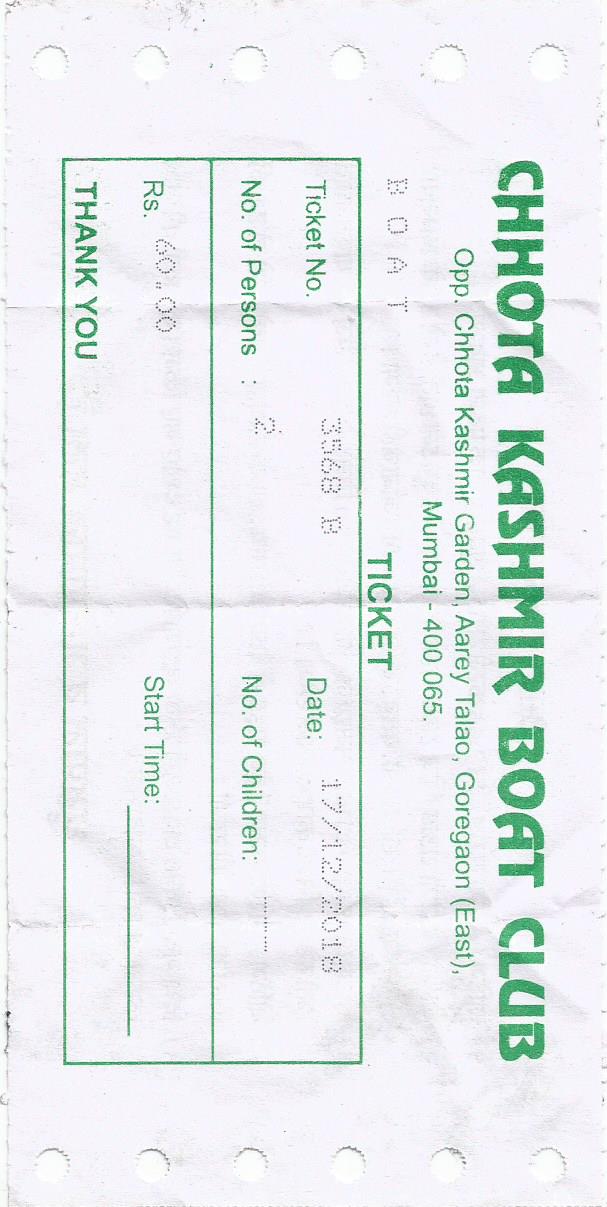 CHHOTA KASHMIR BOAT CLUB
Opp. Chhota Kashmir Garden, Aarey Talao, Goregaon (East),
Mumbai - 400 065.
BOAT
TICKET
Ticket No. 3568 B Date: 17/12/2018
No. of Persons : 2 No. of Children: --
Rs. 60.00 Start Time:
THANK YOU